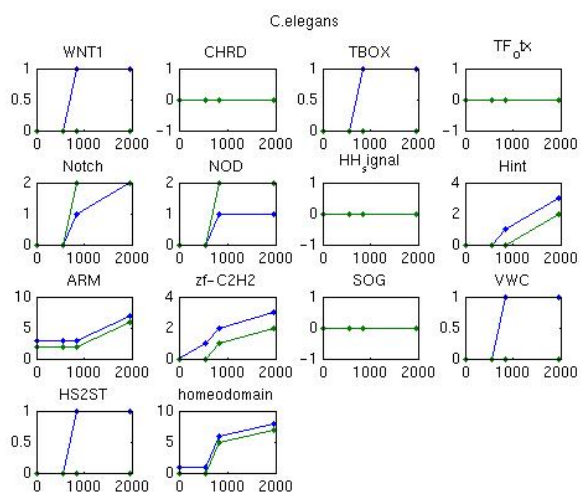 C.elegans
WNT1 CHRD TBOX TF_otx
1 1 1 1
0.5 0 0.5 0
0 -1 0 -1
0 1000 2000 0 1000 2000 0 1000 2000 0 1000 2000
Notch NOD HH_signal Hint
2 2 1 4
1 1 0 2
0 0 -1 0
0 1000 2000 0 1000 2000 0 1000 2000 0 1000 2000
ARM zf-C2H2 SOG VWC
10 4 1 1
5 2 0 0.5
0 0 -1 0
0 1000 2000 0 1000 2000 0 1000 2000 0 1000 2000
HS2ST homeodomain
1 10
0.5 5
0 0
0 1000 2000 0 1000 2000